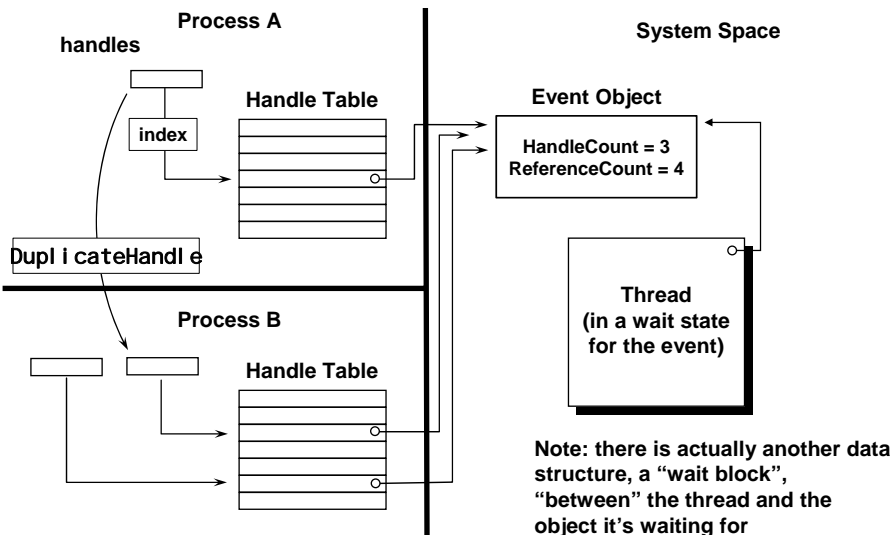 Process A
handles
Handle Table
index
DuplicateHandle
Process B
Handle Table
System Space
Event Object
HandleCount = 3
ReferenceCount = 4
Thread
(in a wait state
for the event)
Note: there is actually another data
structure, a “wait block”,
“between” the thread and the
object it’s waiting for